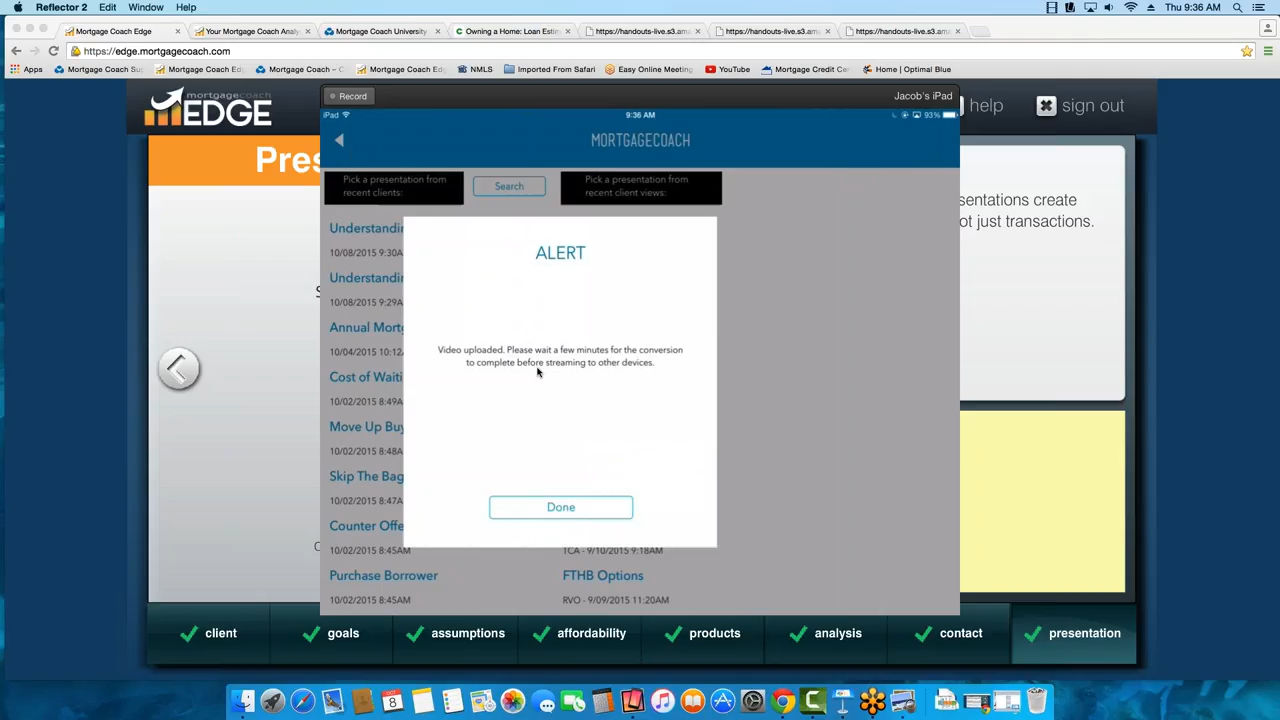 Reflector 2 Edit Window Help Thu 9:36 AM
Mortgage Coach Edge × Your Mortgage Coach Analy × Mortgage Coach University × Owning a Home: Loan Estim × https://handouts-live.s3.ama × https://handouts-live.s3.ama × https://handouts-live.s3.ama ×
https://edge.mortgagecoach.com
Apps Mortgage Coach Su Mortgage Coach Ed Mortgage Coach – C Mortgage Coach Ed NMLS Imported From Safari Easy Online Meeting YouTube Mortgage Credit Cer Home | Optimal Blue
mortgagecoach
EDGE
help
sign out
Record
Jacob's iPad
iPad
9:36 AM
93%
MORTGAGECOACH
Pres
Pick a presentation from
recent clients:
Search
Pick a presentation from
recent client views:
sentations create
ot just transactions.
Understandin
10/08/2015 9:30A
Understandin
10/08/2015 9:29A
Annual Mort
10/04/2015 10:12
Cost of Waiti
10/02/2015 8:49A
Move Up Buy
10/02/2015 8:48A
Skip The Bag
10/02/2015 8:47A
Counter Offe
10/02/2015 8:45AM
Purchase Borrower
10/02/2015 8:45AM
ALERT
Video uploaded. Please wait a few minutes for the conversion
to complete before streaming to other devices.
Done
TCA - 9/10/2015 9:18AM
FTHB Options
RVO - 9/09/2015 11:20AM
client goals assumptions affordability products analysis contact presentation
8